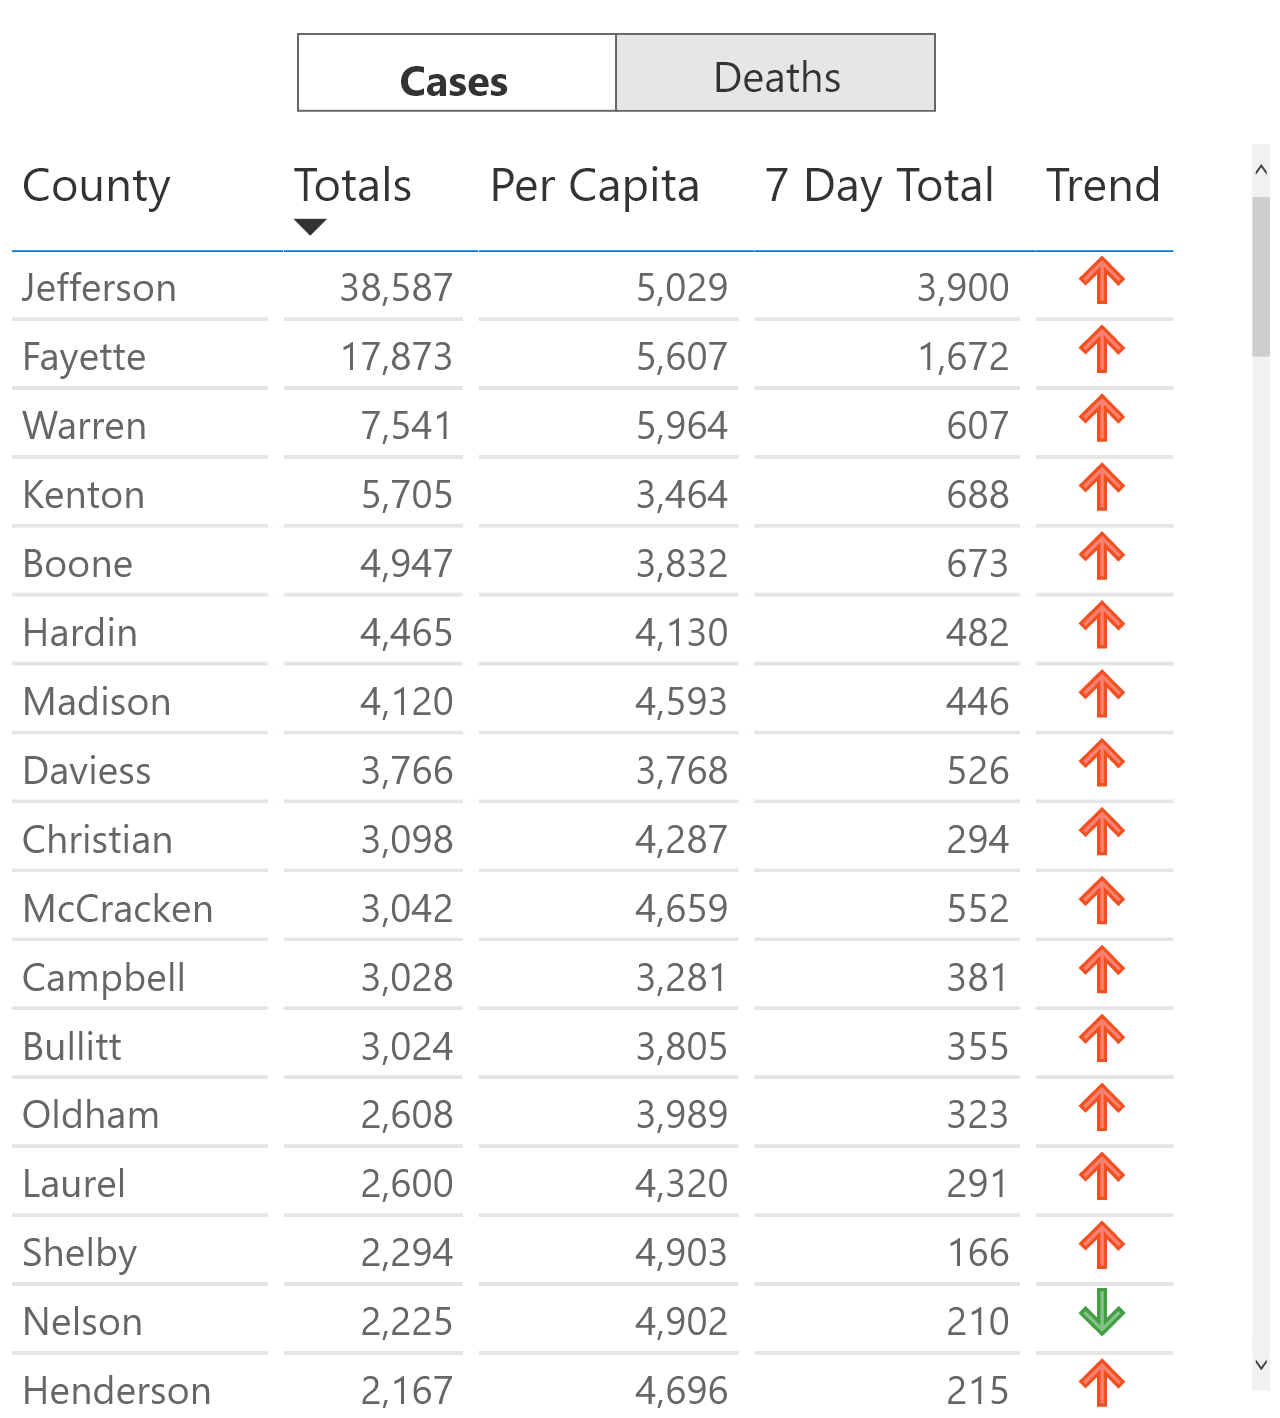 Cases Deaths
County Totals Per Capita 7 Day Total Trend
Jefferson 38,587 5,029 3,900
Fayette 17,873 5,607 1,672
Warren 7,541 5,964 607
Kenton 5,705 3,464 688
Boone 4,947 3,832 673
Hardin 4,465 4,130 482
Madison 4,120 4,593 446
Daviess 3,766 3,768 526
Christian 3,098 4,287 294
McCracken 3,042 4,659 552
Campbell 3,028 3,281 381
Bullitt 3,024 3,805 355
Oldham 2,608 3,989 323
Laurel 2,600 4,320 291
Shelby 2,294 4,903 166
Nelson 2,225 4,902 210
Henderson 2,167 4,696 215